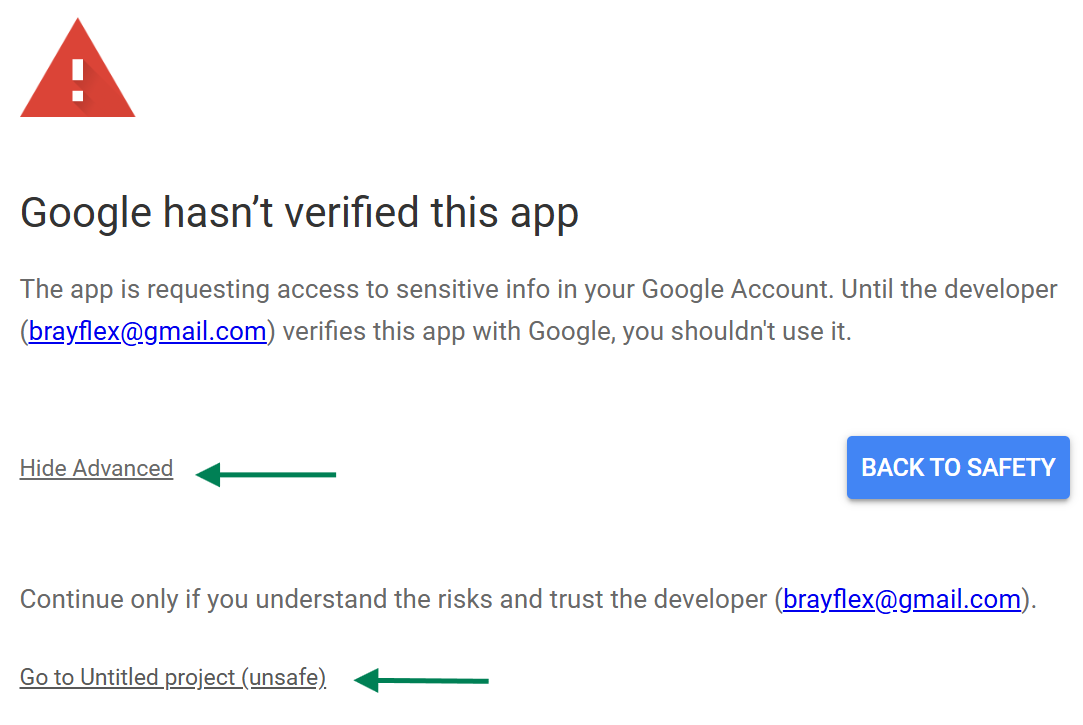 Google hasn’t verified this app
The app is requesting access to sensitive info in your Google Account. Until the developer
(brayflex@gmail.com) verifies this app with Google, you shouldn't use it.
Hide Advanced
BACK TO SAFETY
Continue only if you understand the risks and trust the developer (brayflex@gmail.com).
Go to Untitled project (unsafe)